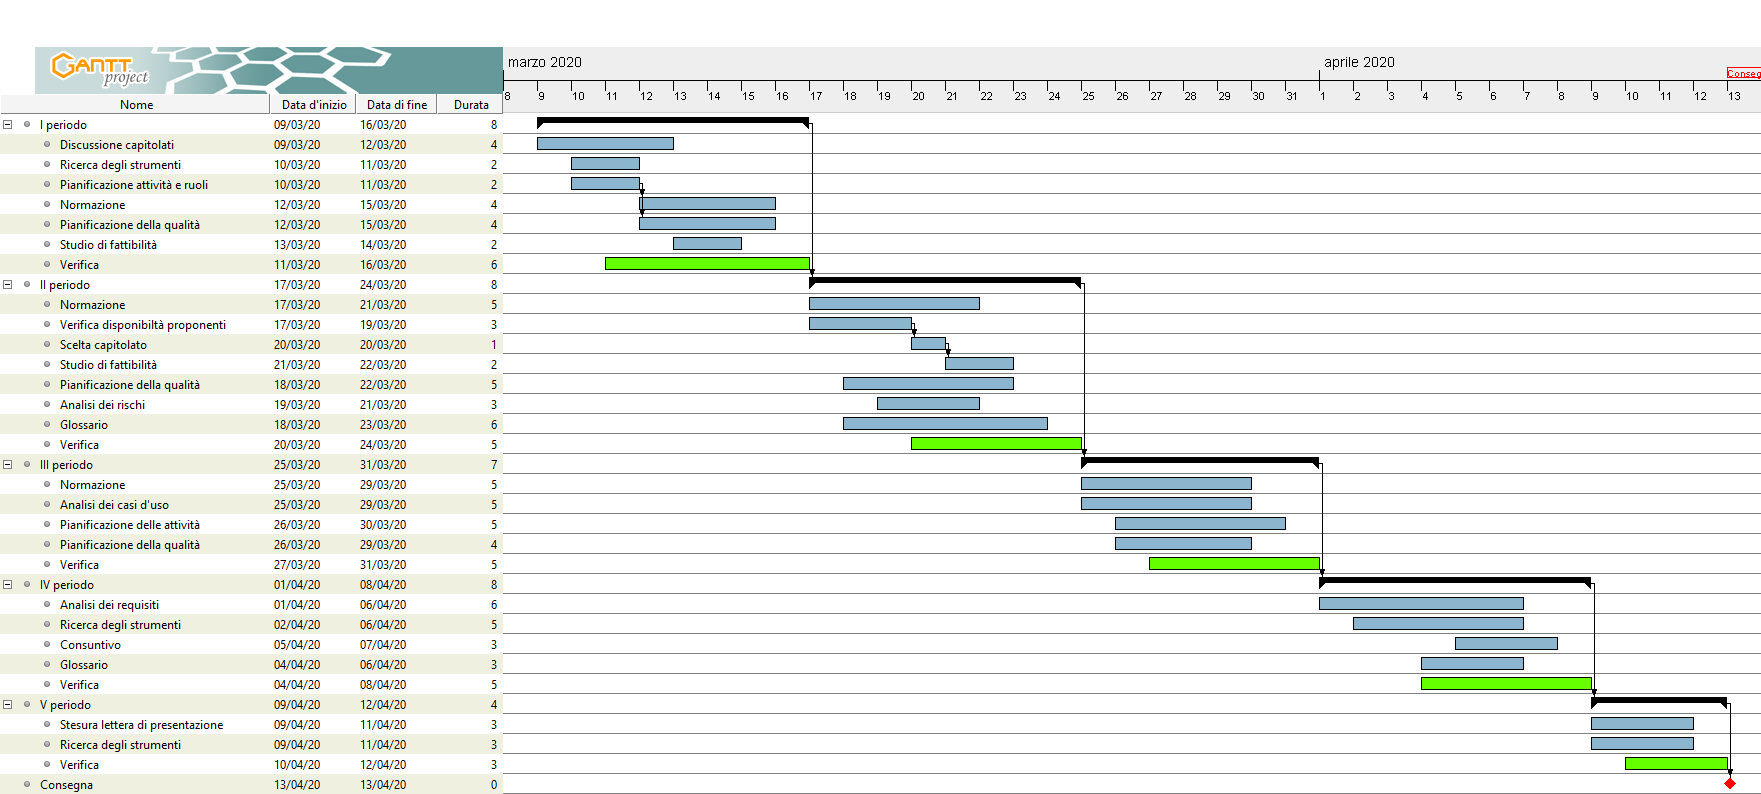 GANTT
project
marzo 2020
aprile 2020
Nome Data d'inizio Data di fine Durata
8 9 10 11 12 13 14 15 16 17 18 19 20 21 22 23 24 25 26 27 28 29 30 31 1 2 3 4 5 6 7 8 9 10 11 12 13
Conseg
I periodo 09/03/20 16/03/20 8
Discussione capitolati 09/03/20 12/03/20 4
Ricerca degli strumenti 10/03/20 11/03/20 2
Pianificazione attività e ruoli 10/03/20 11/03/20 2
Normazione 12/03/20 15/03/20 4
Pianificazione della qualità 12/03/20 15/03/20 4
Studio di fattibilità 13/03/20 14/03/20 2
Verifica 11/03/20 16/03/20 6
II periodo 17/03/20 24/03/20 8
Normazione 17/03/20 21/03/20 5
Verifica disponibiltà proponenti 17/03/20 19/03/20 3
Scelta capitolato 20/03/20 20/03/20 1
Studio di fattibilità 21/03/20 22/03/20 2
Pianificazione della qualità 18/03/20 22/03/20 5
Analisi dei rischi 19/03/20 21/03/20 3
Glossario 18/03/20 23/03/20 6
Verifica 20/03/20 24/03/20 5
III periodo 25/03/20 31/03/20 7
Normazione 25/03/20 29/03/20 5
Analisi dei casi d'uso 25/03/20 29/03/20 5
Pianificazione delle attività 26/03/20 30/03/20 5
Pianificazione della qualità 26/03/20 29/03/20 4
Verifica 27/03/20 31/03/20 5
IV periodo 01/04/20 08/04/20 8
Analisi dei requisiti 01/04/20 06/04/20 6
Ricerca degli strumenti 02/04/20 06/04/20 5
Consuntivo 05/04/20 07/04/20 3
Glossario 04/04/20 06/04/20 3
Verifica 04/04/20 08/04/20 5
V periodo 09/04/20 12/04/20 4
Stesura lettera di presentazione 09/04/20 11/04/20 3
Ricerca degli strumenti 09/04/20 11/04/20 3
Verifica 10/04/20 12/04/20 3
Consegna 13/04/20 13/04/20 0